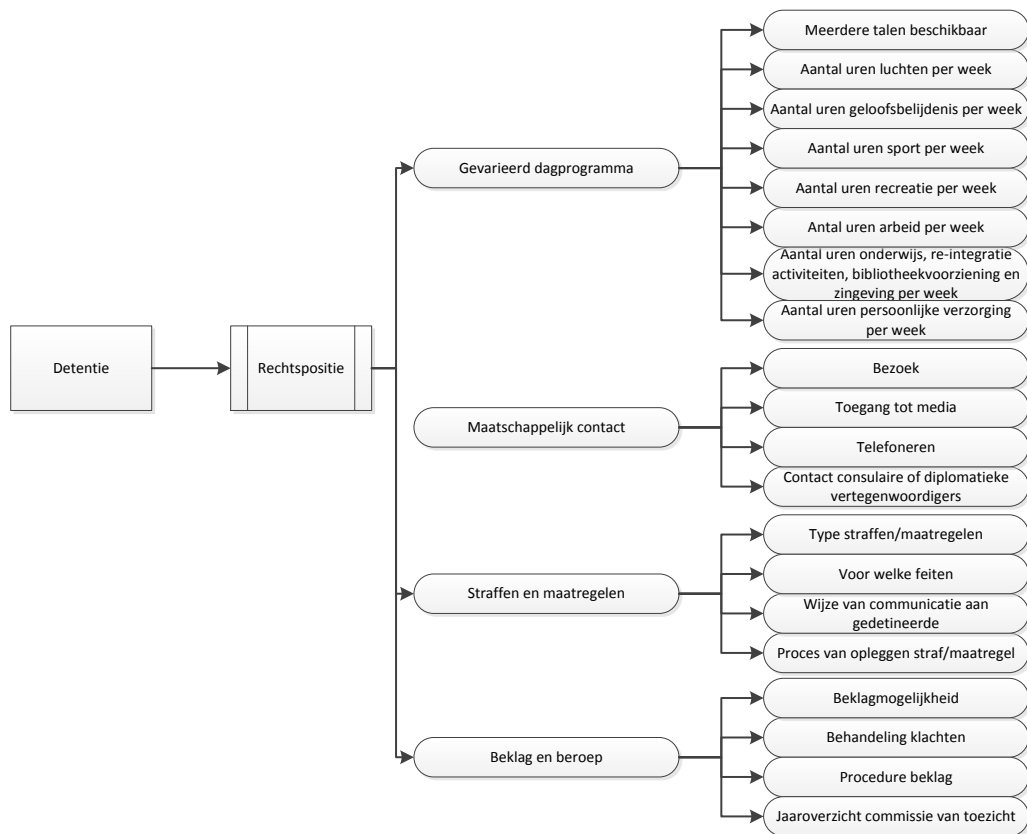 Detentie
Rechtspositie
Gevarieerd dagprogramma
Meerdere talen beschikbaar
Aantal uren luchten per week
Aantal uren geloofsbelijdenis per week
Aantal uren sport per week
Aantal uren recreatie per week
Antal uren arbeid per week
Aantal uren onderwijs, re-integratie
activiteiten, bibliotheekvoorziening en
zingeving per week
Aantal uren persoonlijke verzorging
per week
Maatschappelijk contact
Bezoek
Toegang tot media
Telefoneren
Contact consulaire of diplomatieke
vertegenwoordigers
Straffen en maatregelen
Type straffen/maatregelen
Voor welke feiten
Wijze van communicatie aan
gedetineerde
Proces van opleggen straf/maatregel
Beklag en beroep
Beklagmogelijkheid
Behandeling klachten
Procedure beklag
Jaaroverzicht commissie van toezicht